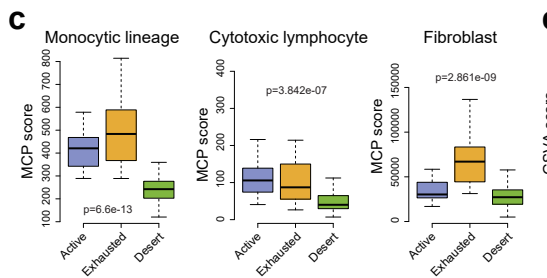 c
Monocytic lineage
MCP score
100 200 300 400 500 600 700 800
p=6.6e-13
Active
Exhausted
Desert
Cytotoxic lymphocyte
MCP score
0 100 200 400
p=3.842e-07
Active
Exhausted
Desert
Fibroblast
MCP score
0 50000 100000 150000
p=2.861e-09
Active
Exhausted
Desert